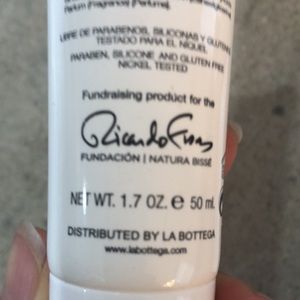 Parfum (Fragrance) [Parfume].
LIBRE DE PARABENOS, SILICONAS Y GLUTEN
TESTADO PARA EL NÍQUEL
PARABEN, SILICONE AND GLUTEN FREE
NICKEL TESTED
Fundraising product for the
Ricardo Fisas
FUNDACIÓN | NATURA BISSÉ
NET WT. 1.7 OZ. ℮ 50 mL
DISTRIBUTED BY LA BOTTEGA
www.labottega.com